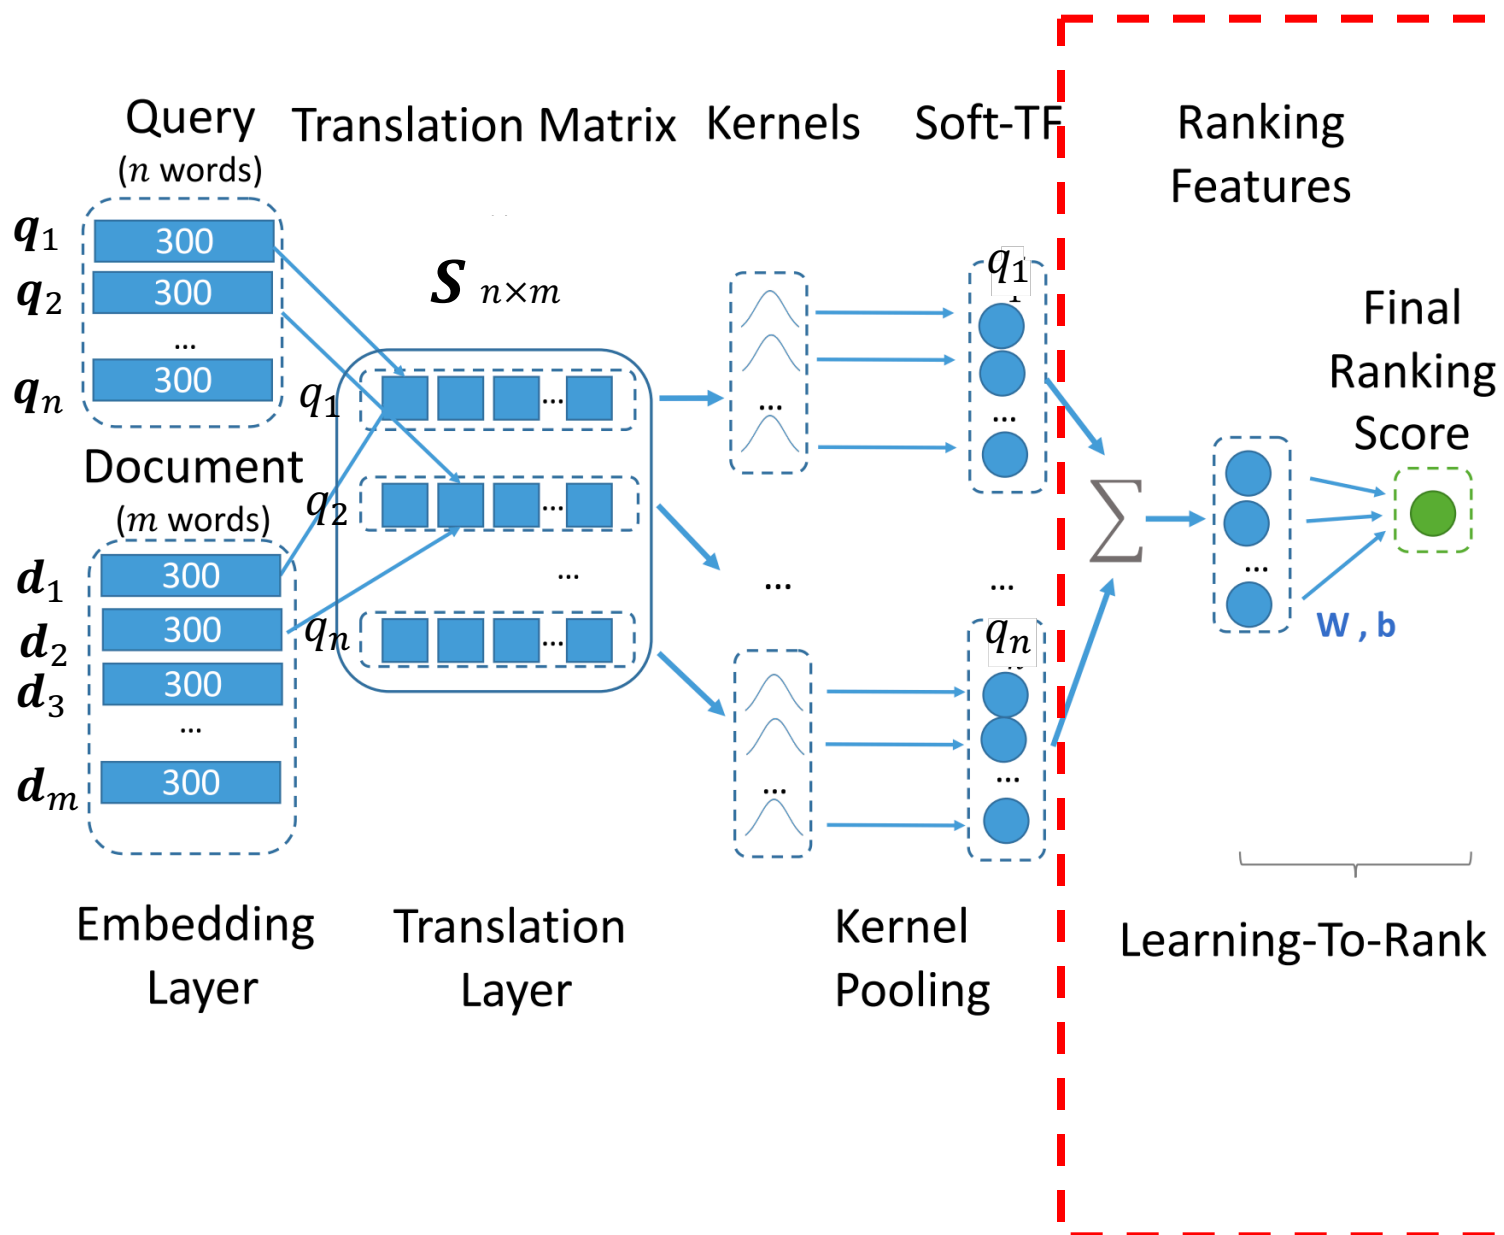 Query
(n words)
q1
300
q2
300
...
qn
300
Document
(m words)
d1
300
d2
300
d3
300
...
dm
300
Embedding
Layer
Translation Matrix
S n×m
q1
...
q2
...
...
qn
...
Translation
Layer
Kernels
...
...
...
Soft-TF
q1
...
...
qn
...
Kernel
Pooling
∑
Ranking
Features
...
W , b
Final
Ranking
Score
Learning-To-Rank